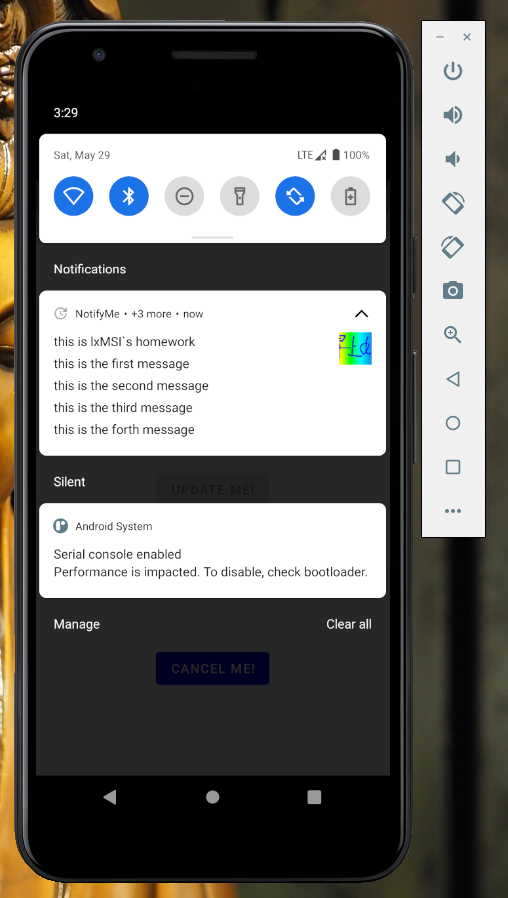 3:29
Sat, May 29
LTE 100%
Notifications
NotifyMe • +3 more • now
this is lxMSI`s homework
this is the first message
this is the second message
this is the third message
this is the forth message
Silent
UPDATE ME!
Android System
Serial console enabled
Performance is impacted. To disable, check bootloader.
Manage Clear all
CANCEL ME!